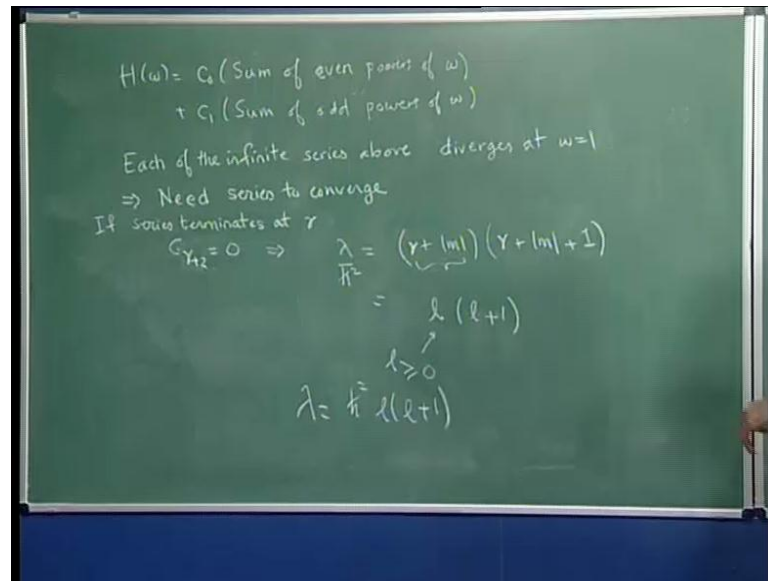 H(ω) = C₀ (Sum of even powers of ω)
+ C₁ (Sum of odd powers of ω)
Each of the infinite series above diverges at ω=1
⇒ Need series to converge
If series terminates at γ
C_{γ+2} = 0 ⇒ λ/ħ² = (γ + |m|) (γ + |m| + 1)
= l (l+1)
l ≥ 0
λ = ħ² l(l+1)